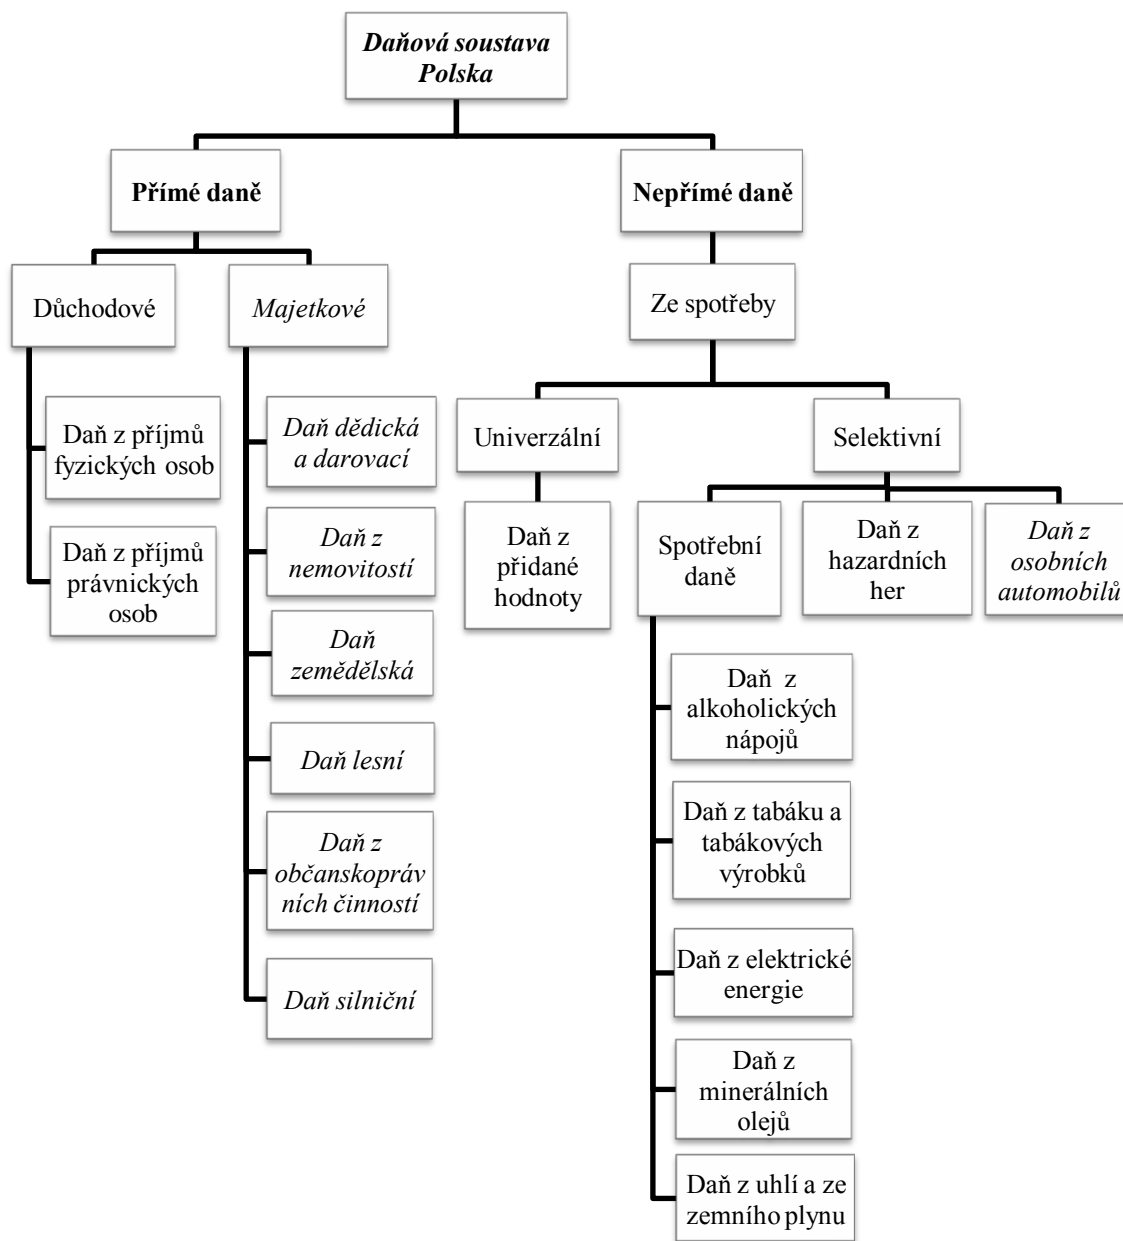 Daňová soustava
Polska
Přímé daně
Nepřímé daně
Důchodové
Majetkové
Ze spotřeby
Daň z příjmů
fyzických osob
Daň z příjmů
právnických
osob
Daň dědická
a darovací
Daň z
nemovitostí
Daň
zemědělská
Daň lesní
Daň z
občanskopráv
ních činností
Daň silniční
Univerzální
Selektivní
Daň z
přidané
hodnoty
Spotřební
daně
Daň z
hazardních
her
Daň z
osobních
automobilů
Daň z
alkoholických
nápojů
Daň z tabáku a
tabákových
výrobků
Daň z elektrické
energie
Daň z
minerálních
olejů
Daň z uhlí a ze
zemního plynu